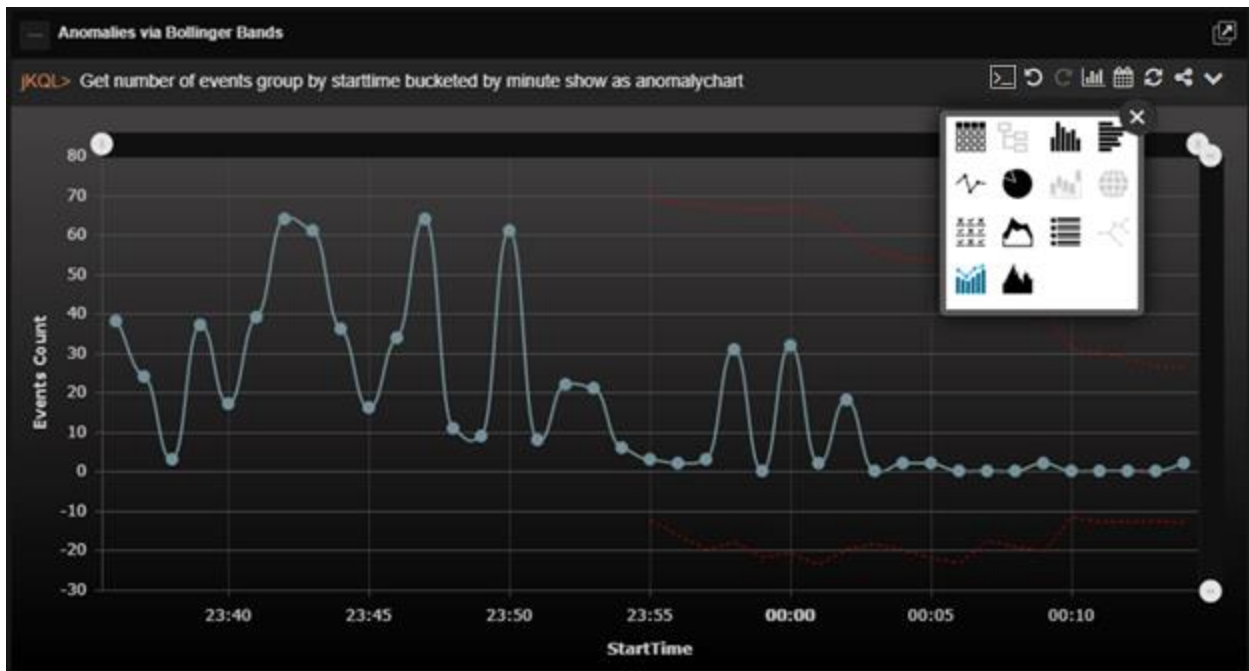 Anomalies via Bollinger Bands
jKQL> Get number of events group by starttime bucketed by minute show as anomalychart
80
70
60
50
40
30
20
10
0
-10
-20
-30
Events Count
23:40 23:45 23:50 23:55 00:00 00:05 00:10
StartTime